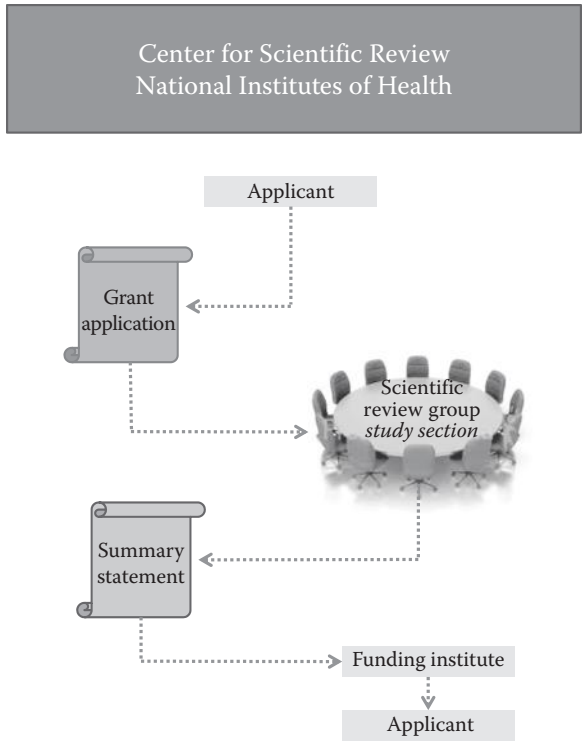 Center for Scientific Review
National Institutes of Health
Applicant
Grant
application
Scientific
review group
study section
Summary
statement
Funding institute
Applicant